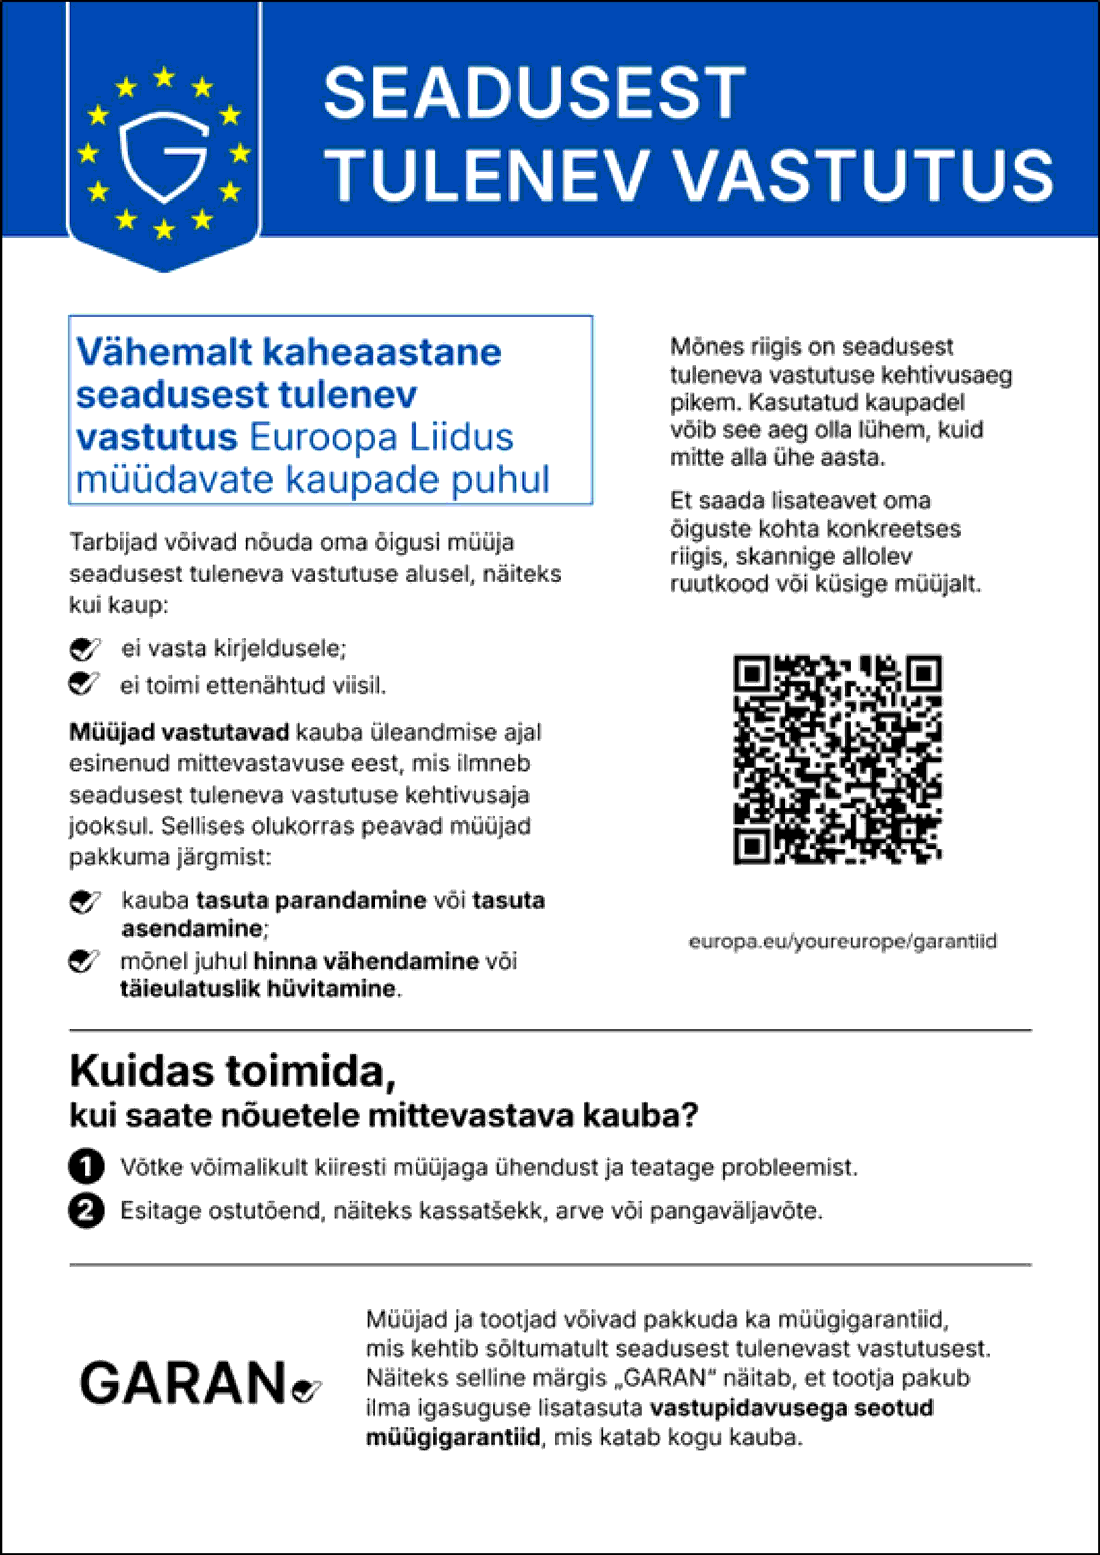 SEADUSEST
TULENEV VASTUTUS
Vähemalt kaheaastane
seadusest tulenev
vastutus Euroopa Liidus
müüdavate kaupade puhul
Tarbijad võivad nõuda oma õigusi müüja
seadusest tuleneva vastutuse alusel, näiteks
kui kaup:
ei vasta kirjeldusele;
ei toimi ettenähtud viisil.
Müüjad vastutavad kauba üleandmise ajal
esinenud mittevastavuse eest, mis ilmneb
seadusest tuleneva vastutuse kehtivusaja
jooksul. Sellises olukorras peavad müüjad
pakkuma järgmist:
kauba tasuta parandamine või tasuta
asendamine;
mõnel juhul hinna vähendamine või
täieulatuslik hüvitamine.
Mõnes riigis on seadusest
tuleneva vastutuse kehtivusaeg
pikem. Kasutatud kaupadel
võib see aeg olla lühem, kuid
mitte alla ühe aasta.
Et saada lisateavet oma
õiguste kohta konkreetses
riigis, skannige allolev
ruutkood või küsige müüjalt.
europa.eu/youreurope/garantiid
Kuidas toimida,
kui saate nõuetele mittevastava kauba?
1 Võtke võimalikult kiiresti müüjaga ühendust ja teatage probleemist.
2 Esitage ostutõend, näiteks kassatšekk, arve või pangaväljavõte.
GARAN
Müüjad ja tootjad võivad pakkuda ka müügigarantiid,
mis kehtib sõltumatult seadusest tulenevast vastutusest.
Näiteks selline märgis „GARAN“ näitab, et tootja pakub
ilma igasuguse lisatasuta vastupidavusega seotud
müügigarantiid, mis katab kogu kauba.